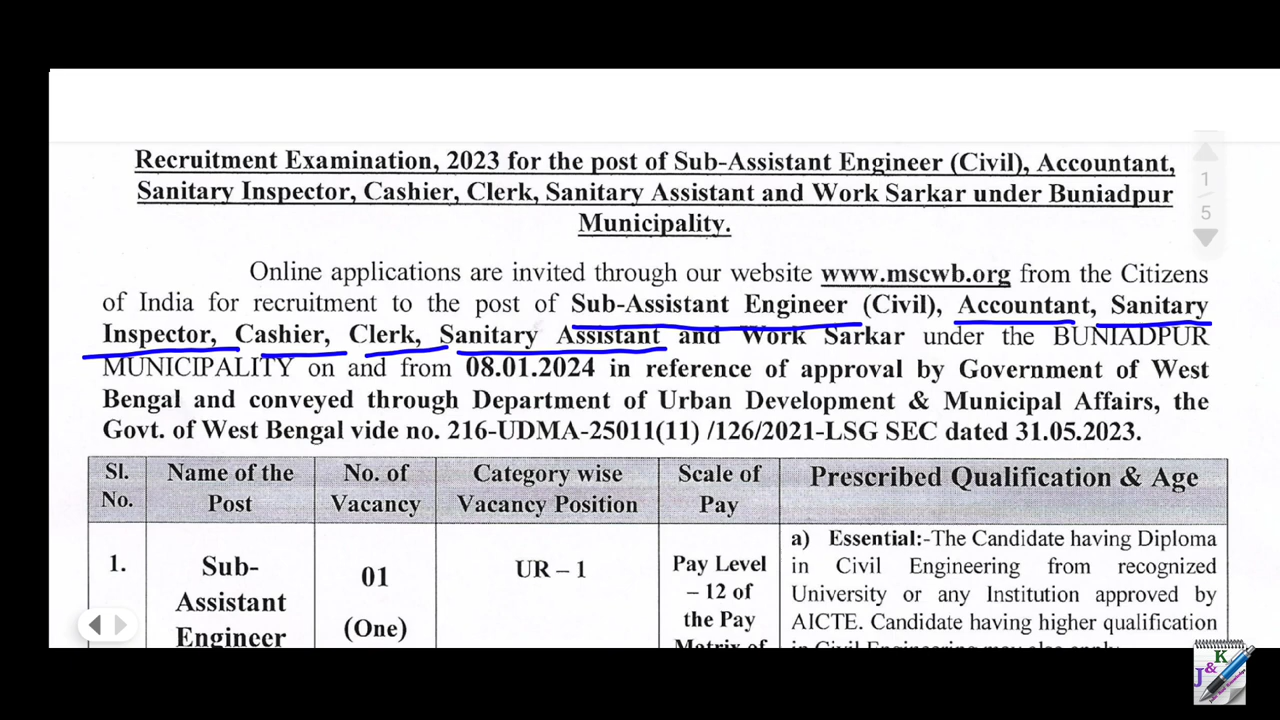 Recruitment Examination, 2023 for the post of Sub-Assistant Engineer (Civil), Accountant,
Sanitary Inspector, Cashier, Clerk, Sanitary Assistant and Work Sarkar under Buniadpur
Municipality.
1
5
Online applications are invited through our website www.mscwb.org from the Citizens
of India for recruitment to the post of Sub-Assistant Engineer (Civil), Accountant, Sanitary
Inspector, Cashier, Clerk, Sanitary Assistant and Work Sarkar under the BUNIADPUR
MUNICIPALITY on and from 08.01.2024 in reference of approval by Government of West
Bengal and conveyed through Department of Urban Development & Municipal Affairs, the
Govt. of West Bengal vide no. 216-UDMA-25011(11) /126/2021-LSG SEC dated 31.05.2023.
Sl. No. Name of the Post No. of Vacancy Category wise Vacancy Position Scale of Pay Prescribed Qualification & Age
1.
Sub-
Assistant
Engineer
01
(One)
UR – 1
Pay Level
– 12 of
the Pay
Matrix of
a) Essential:-The Candidate having Diploma
in Civil Engineering from recognized
University or any Institution approved by
AICTE. Candidate having higher qualification
in Civil Engineering may also apply.
J&K